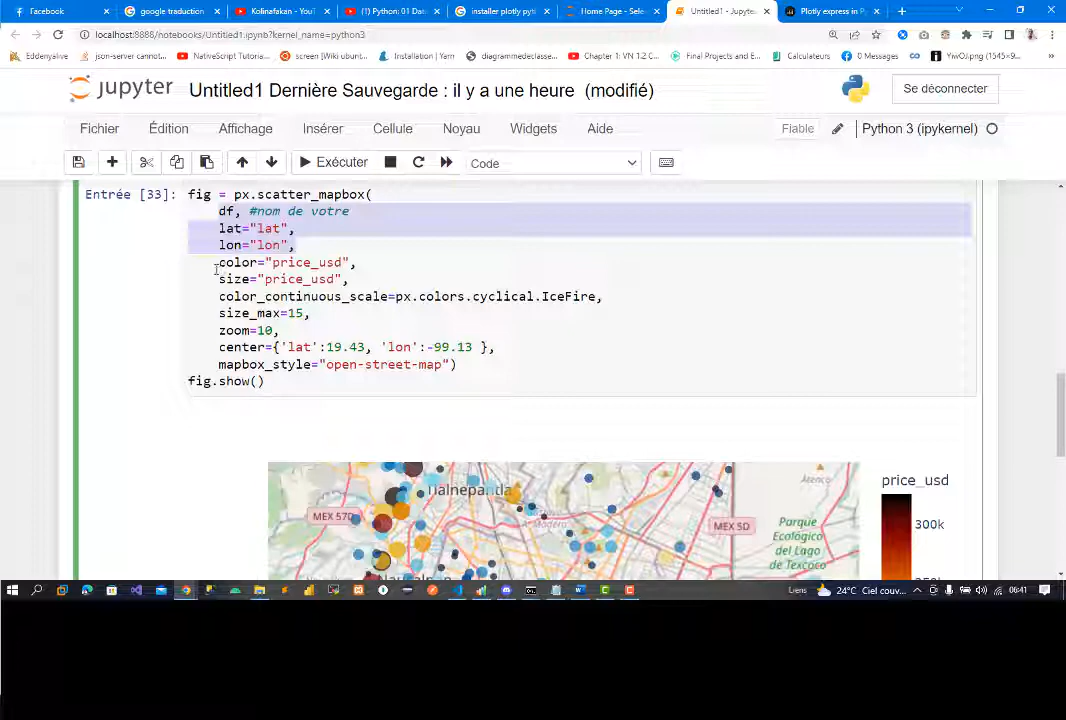 Facebook
google traduction
Kolinafakan - YouT
(1) Python: 01 Dat
installer plotly pyt
Home Page - Sele
Untitled1 - Jupyte
Plotly express in P
localhost:8888/notebooks/Untitled1.ipynb?kernel_name=python3
Eddenyalive
json-server cannot...
NativeScript Tutoria...
screen [Wiki ubunt...
Installation | Yarn
diagrammedeclasse...
Chapter 1: VN 1.2 C...
Final Projects and E...
Calculateurs
0 Messages
YiwOJ.png (1545×9...
jupyter
Untitled1 Dernière Sauvegarde : il y a une heure (modifié)
Se déconnecter
Fichier Édition Affichage Insérer Cellule Noyau Widgets Aide
Fiable
Python 3 (ipykernel)
Exécuter
Code
Entrée [33]:
fig = px.scatter_mapbox(
df, #nom de votre
lat="lat",
lon="lon",
color="price_usd",
size="price_usd",
color_continuous_scale=px.colors.cyclical.IceFire,
size_max=15,
zoom=10,
center={'lat':19.43, 'lon':-99.13 },
mapbox_style="open-street-map")
fig.show()
price_usd
Tlalnepantla
Atenco
MEX 57D
MEX 5D
300k
Parque
Ecológico
del Lago
de Texcoco
Liens
24°C Ciel couv...
06:41